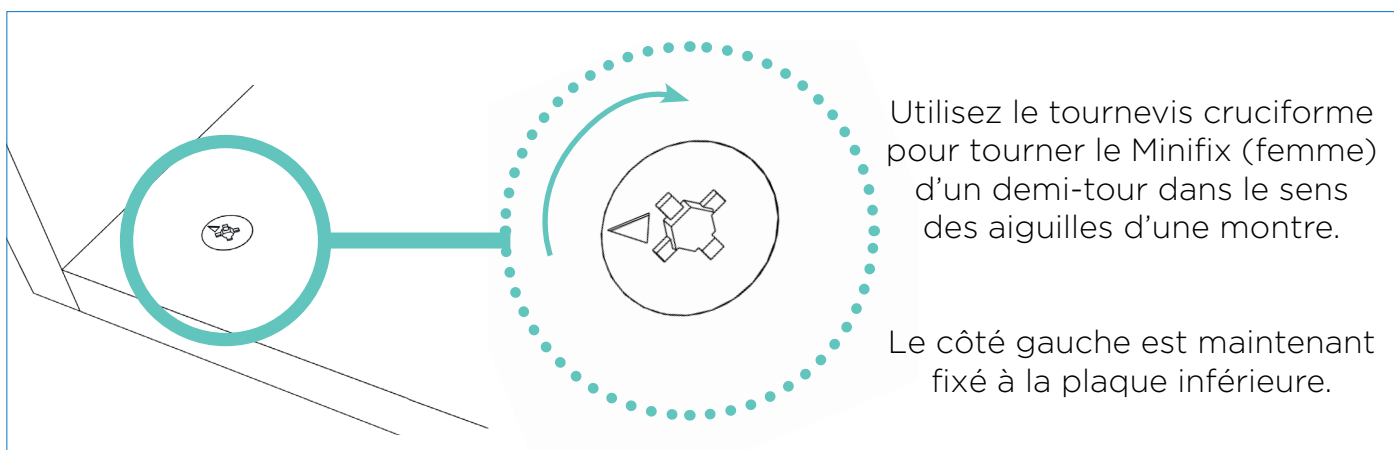 Utilisez le tournevis cruciforme
pour tourner le Minifix (femme)
d'un demi-tour dans le sens
des aiguilles d'une montre.
Le côté gauche est maintenant
fixé à la plaque inférieure.